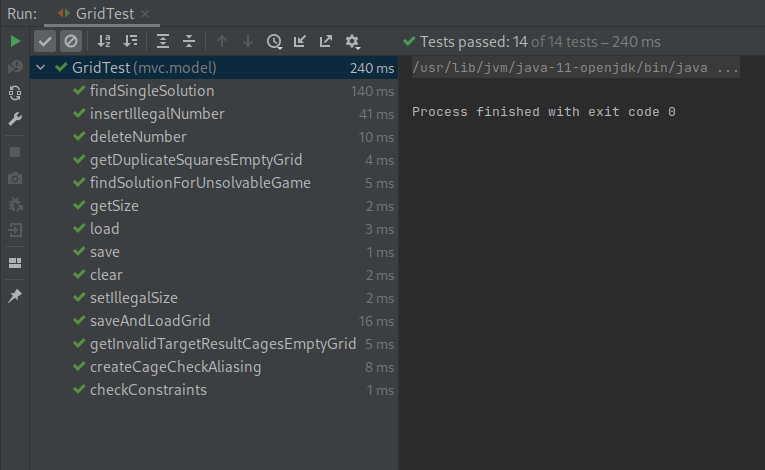 Run: GridTest
Tests passed: 14 of 14 tests – 240 ms
GridTest (mvc.model) 240 ms
findSingleSolution 140 ms
insertIllegalNumber 41 ms
deleteNumber 10 ms
getDuplicateSquaresEmptyGrid 4 ms
findSolutionForUnsolvableGame 5 ms
getSize 2 ms
load 3 ms
save 1 ms
clear 2 ms
setIllegalSize 2 ms
saveAndLoadGrid 16 ms
getInvalidTargetResultCagesEmptyGrid 5 ms
createCageCheckAliasing 8 ms
checkConstraints 1 ms
/usr/lib/jvm/java-11-openjdk/bin/java ...
Process finished with exit code 0